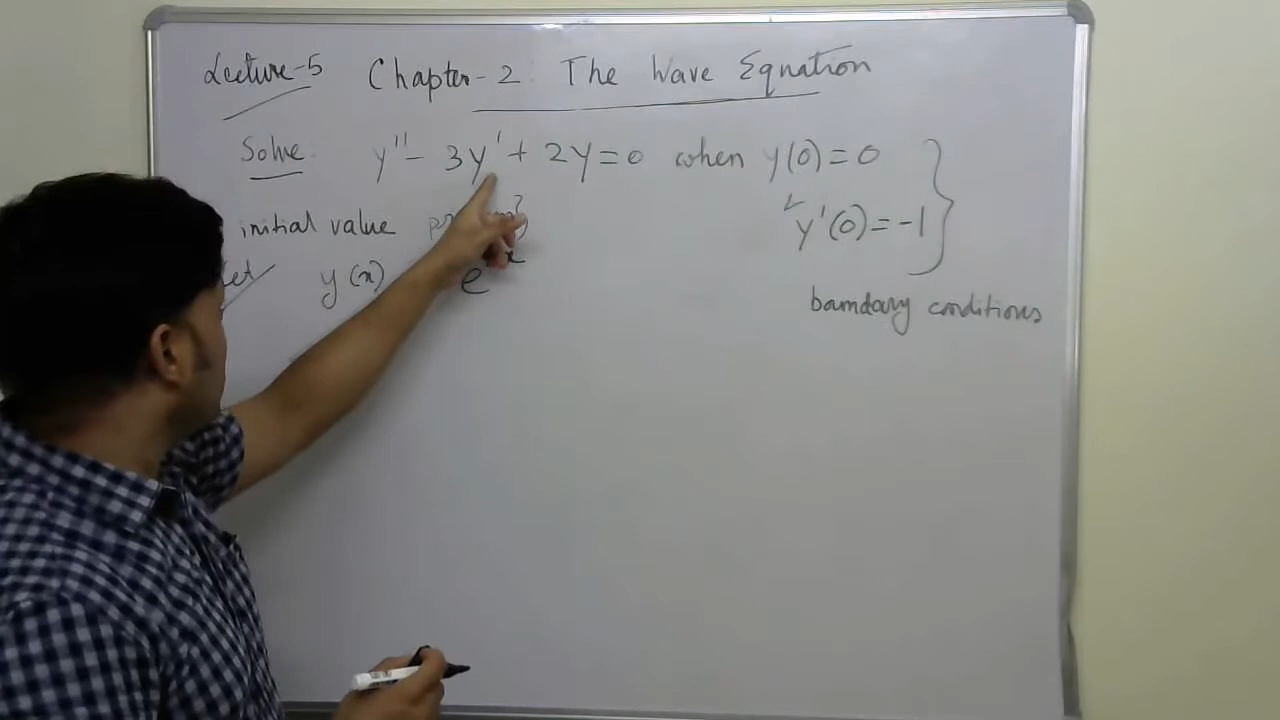 Lecture-5 Chapter-2 The Wave Equation
Solve y'' - 3y' + 2y = 0 when y(0) = 0
y'(0) = -1
initial value
let y(x) e x
boundary conditions